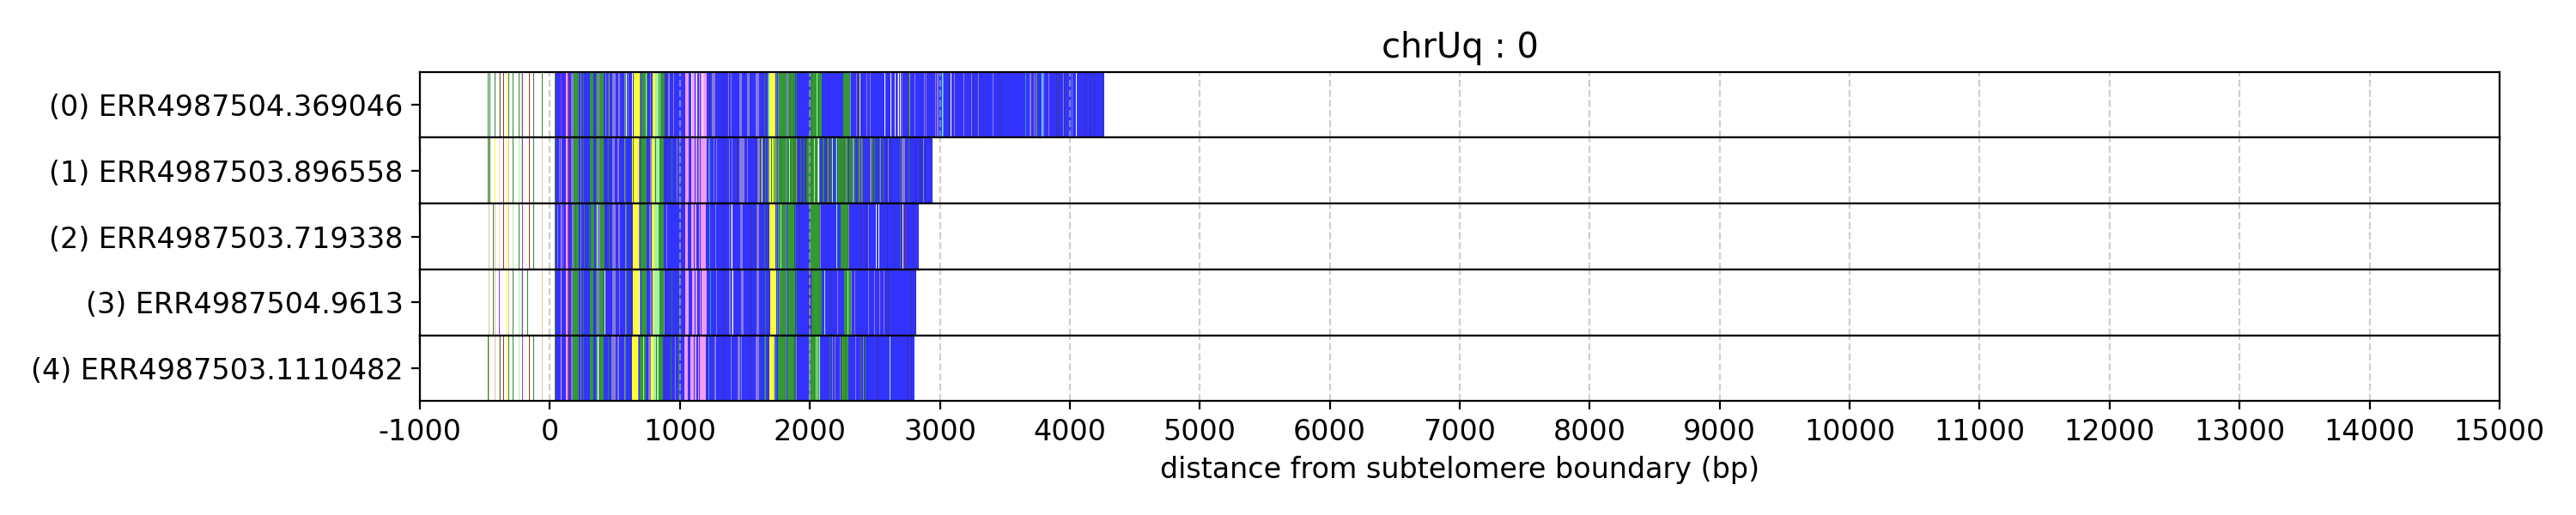 chrUq : 0
(0) ERR4987504.369046
(1) ERR4987503.896558
(2) ERR4987503.719338
(3) ERR4987504.9613
(4) ERR4987503.1110482
-1000 0 1000 2000 3000 4000 5000 6000 7000 8000 9000 10000 11000 12000 13000 14000 15000
distance from subtelomere boundary (bp)